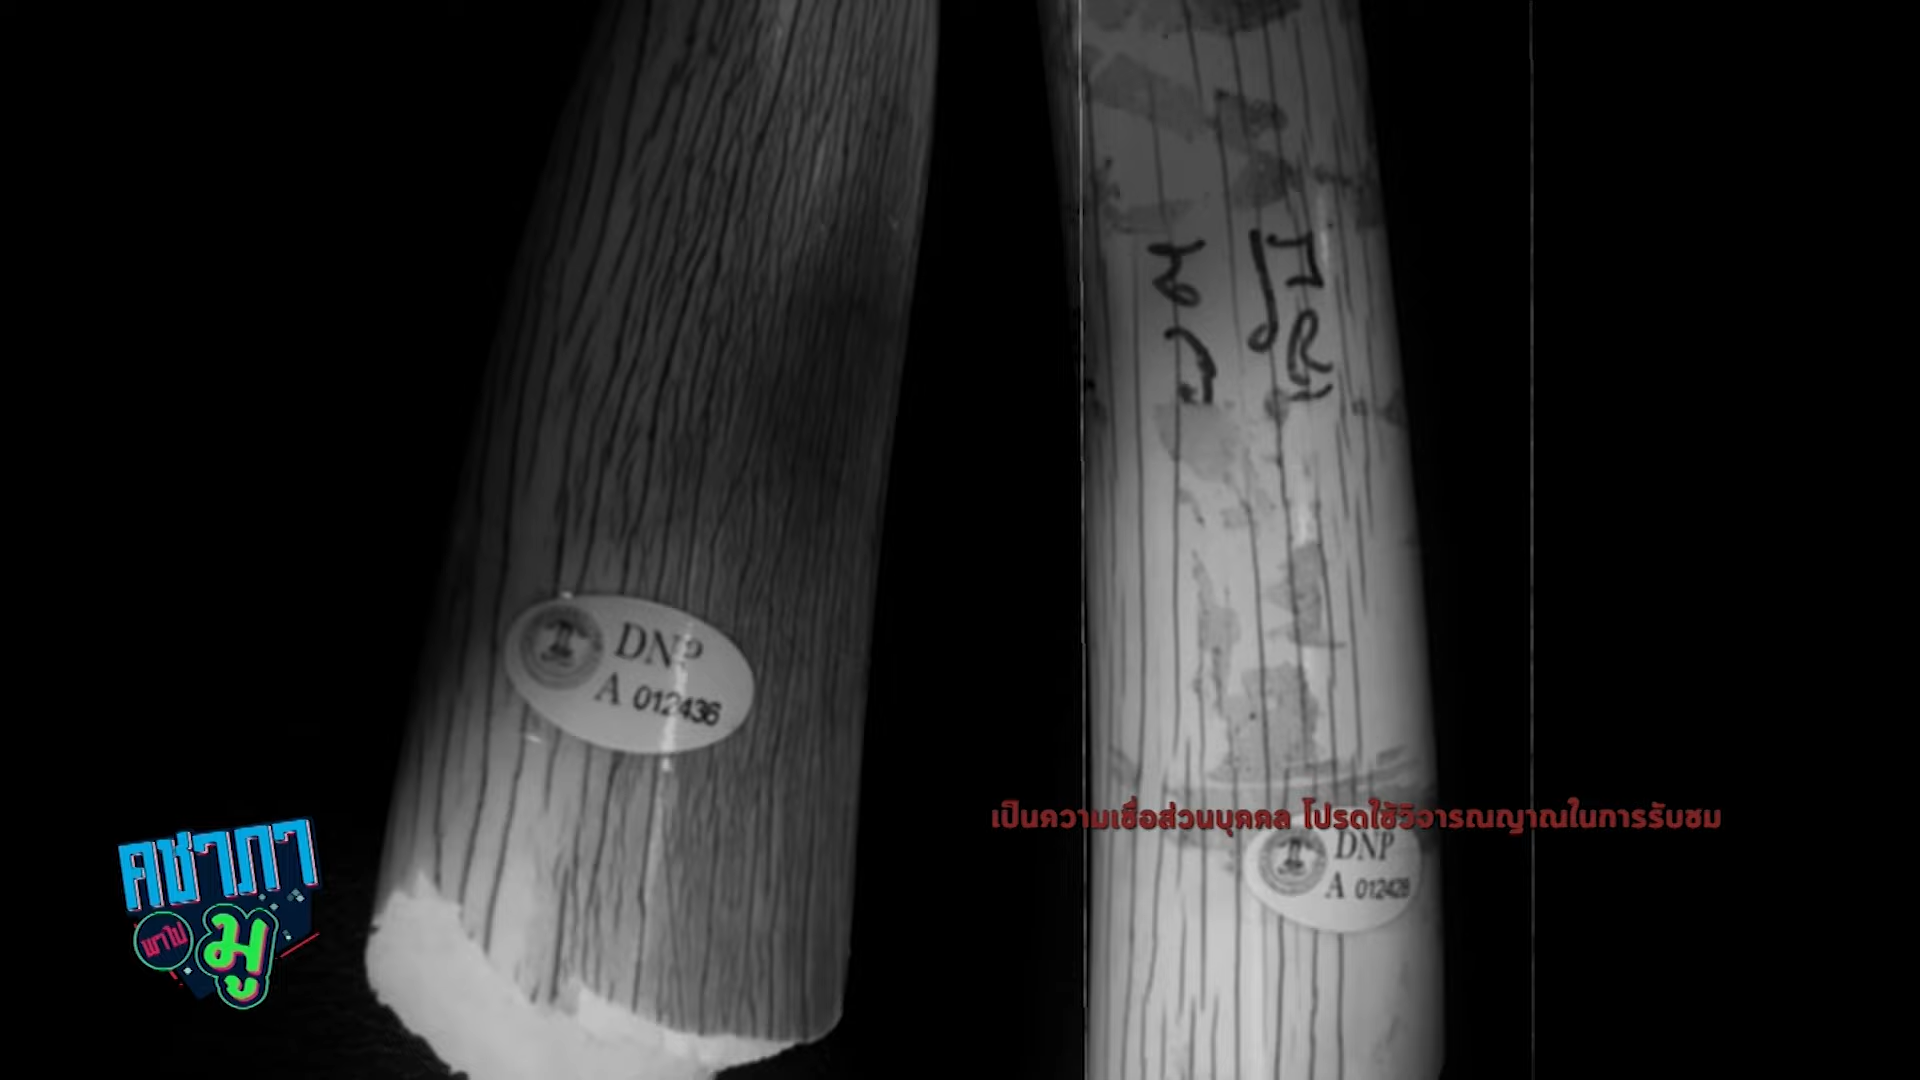 DNP
A 012436
เป็นความเชื่อส่วนบุคคล โปรดใช้วิจารณญาณในการรับชม
DNP
A 012428
คชาภา
พาไป
มู